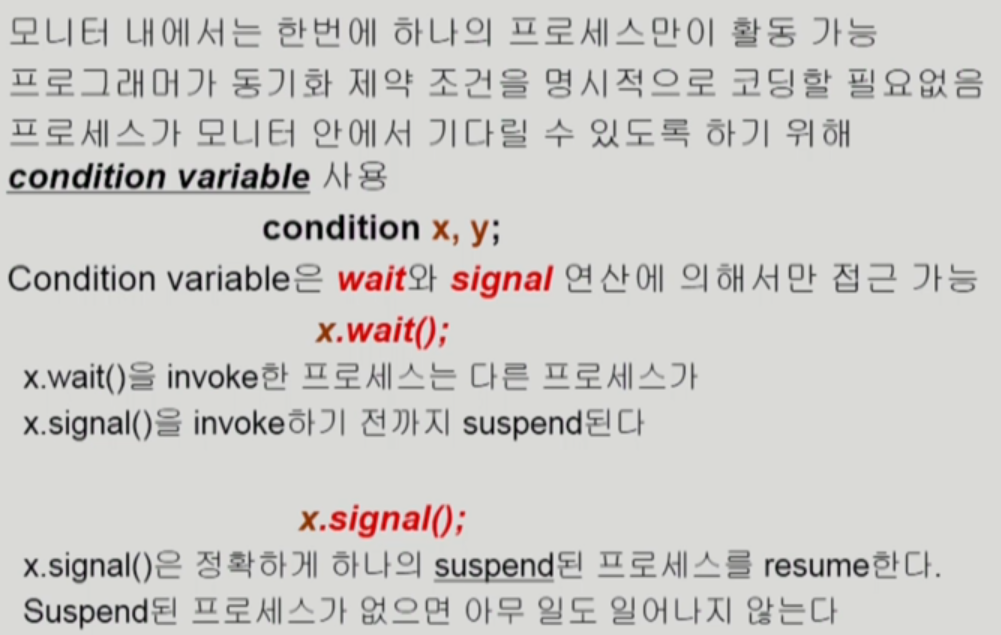 모니터 내에서는 한번에 하나의 프로세스만이 활동 가능
프로그래머가 동기화 제약 조건을 명시적으로 코딩할 필요없음
프로세스가 모니터 안에서 기다릴 수 있도록 하기 위해
condition variable 사용
condition x, y;
Condition variable은 wait와 signal 연산에 의해서만 접근 가능
x.wait();
x.wait()을 invoke한 프로세스는 다른 프로세스가
x.signal()을 invoke하기 전까지 suspend된다
x.signal();
x.signal()은 정확하게 하나의 suspend된 프로세스를 resume한다.
Suspend된 프로세스가 없으면 아무 일도 일어나지 않는다